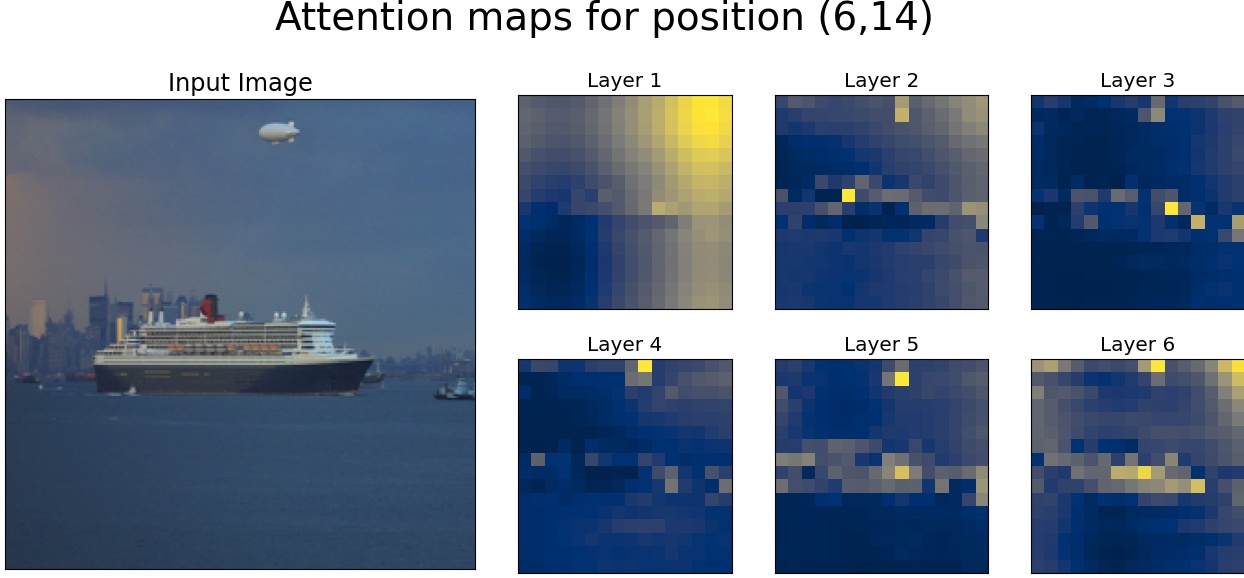 Attention maps for position (6,14)
Input Image
Layer 1
Layer 2
Layer 3
Layer 4
Layer 5
Layer 6